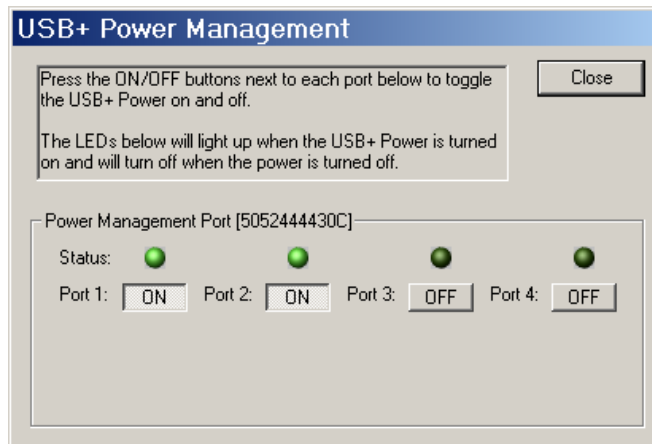 USB+ Power Management
Press the ON/OFF buttons next to each port below to toggle
the USB+ Power on and off.
Close
The LEDs below will light up when the USB+ Power is turned
on and will turn off when the power is turned off.
Power Management Port [5052444430C]
Status:
Port 1: ON Port 2: ON Port 3: OFF Port 4: OFF